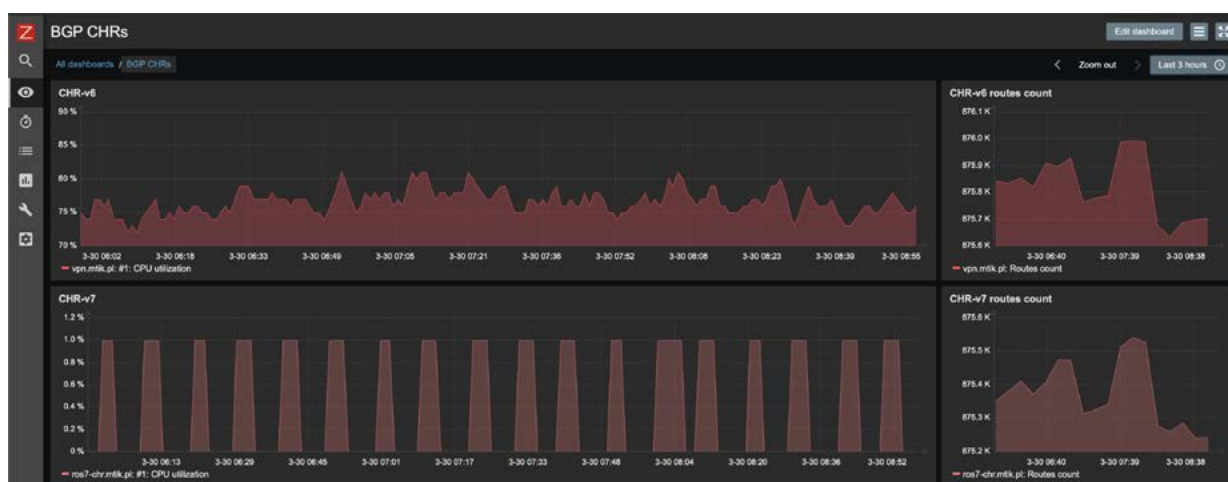 Z BGP CHRs Edit dashboard
All dashboards / BGP CHRs Zoom out Last 3 hours
CHR-v6
90 %
85 %
80 %
75 %
70 %
3-30 06:02 3-30 06:18 3-30 06:33 3-30 06:49 3-30 07:05 3-30 07:21 3-30 07:36 3-30 07:52 3-30 08:08 3-30 08:23 3-30 08:39 3-30 08:55
vpn.mtik.pl: #1: CPU utilization
CHR-v6 routes count
876.1 K
876.0 K
875.9 K
875.8 K
875.7 K
875.6 K
3-30 06:40 3-30 07:39 3-30 08:38
vpn.mtik.pl: Routes count
CHR-v7
1.2 %
1.0 %
0.8 %
0.6 %
0.4 %
0.2 %
0 %
3-30 06:13 3-30 06:29 3-30 06:45 3-30 07:01 3-30 07:17 3-30 07:33 3-30 07:48 3-30 08:04 3-30 08:20 3-30 08:36 3-30 08:52
ros7-chr.mtik.pl: #1: CPU utilization
CHR-v7 routes count
875.6 K
875.5 K
875.4 K
875.3 K
875.2 K
3-30 06:40 3-30 07:39 3-30 08:38
ros7-chr.mtik.pl: Routes count